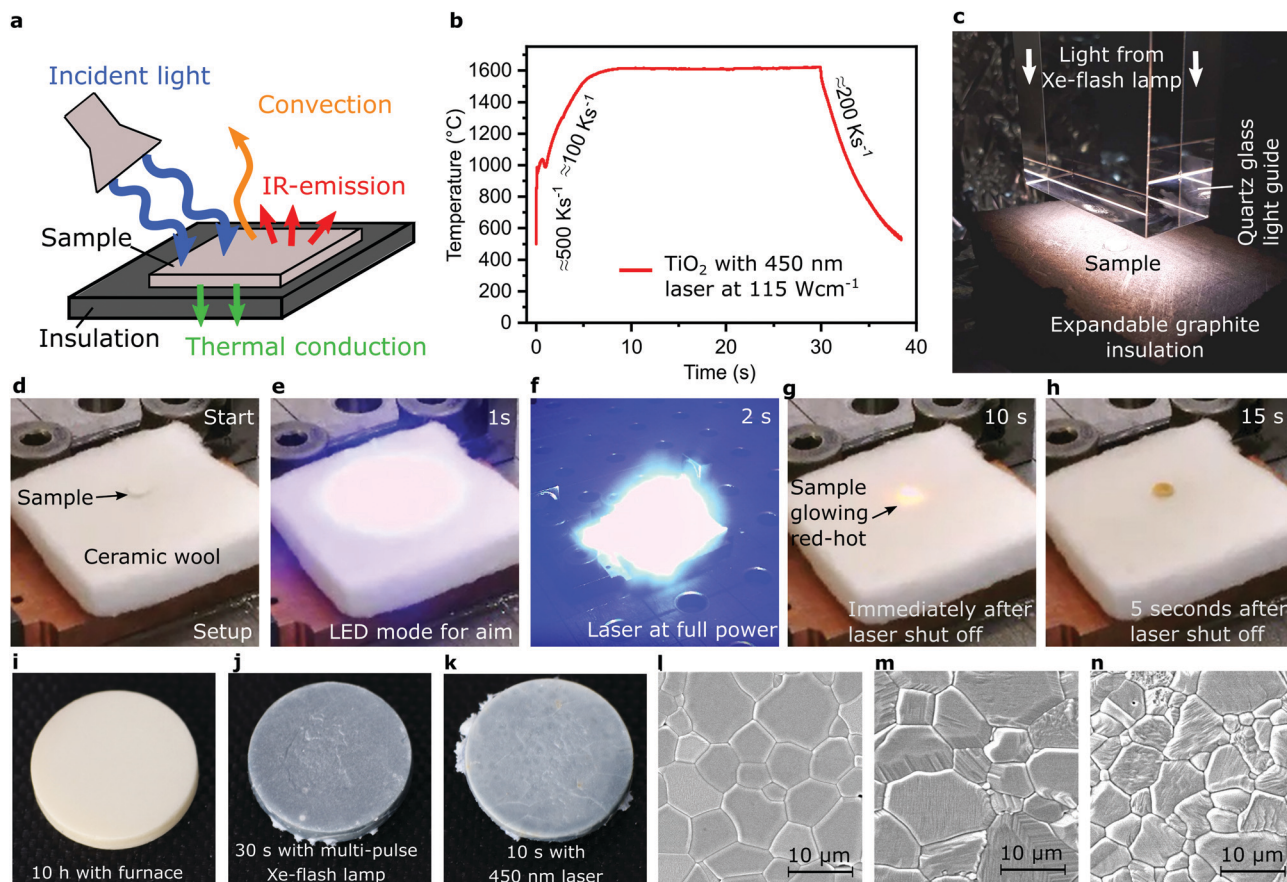 a
Incident light
Convection
IR-emission
Sample
Insulation
Thermal conduction
b
Temperature (°C)
1600
1400
1200
1000
800
600
400
200
0
≈500 Ks⁻¹
≈100 Ks⁻¹
≈200 Ks⁻¹
TiO₂ with 450 nm
laser at 115 Wcm⁻¹
0
10
20
30
40
Time (s)
c
Light from
Xe-flash lamp
Quartz glass
light guide
Sample
Expandable graphite
insulation
d
Start
Sample
Ceramic wool
Setup
e
1s
LED mode for aim
f
2 s
Laser at full power
g
10 s
Sample
glowing
red-hot
Immediately after
laser shut off
h
15 s
5 seconds after
laser shut off
i
10 h with furnace
j
30 s with multi-pulse
Xe-flash lamp
k
10 s with
450 nm laser
l
10 µm
m
10 µm
n
10 µm